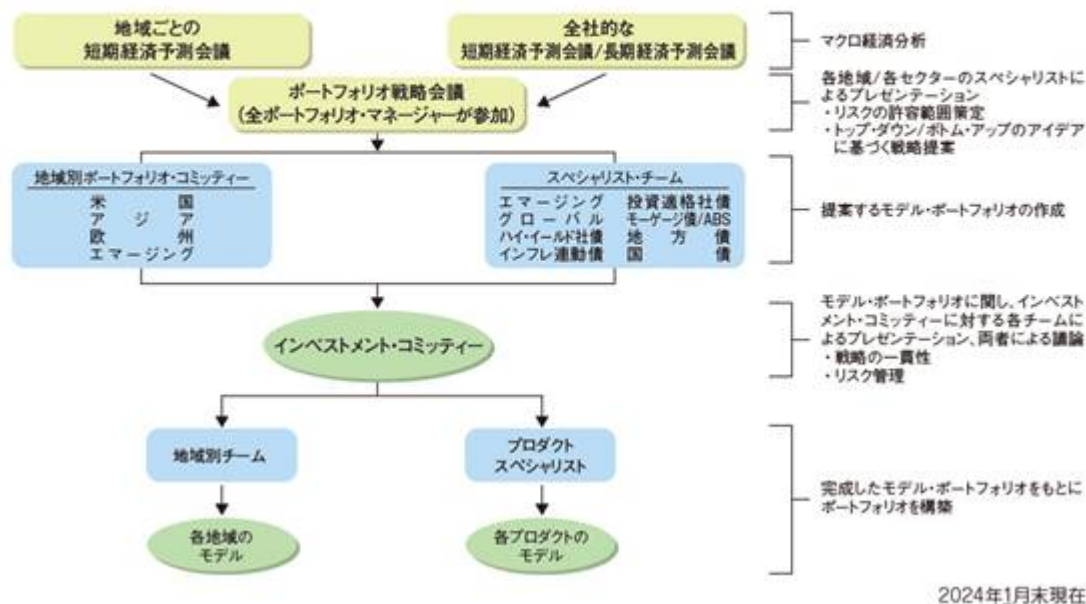 地域ごとの
短期経済予測会議
全社的な
短期経済予測会議/長期経済予測会議
マクロ経済分析
ポートフォリオ戦略会議
(全ポートフォリオ・マネージャーが参加)
各地域/各セクターのスペシャリストに
よるプレゼンテーション
・リスクの許容範囲策定
・トップ・ダウン/ボトム・アップのアイデア
に基づく戦略提案
地域別ポートフォリオ・コミッティー
米国
アジア
欧州
エマージング
スペシャリスト・チーム
エマージング 投資適格社債
グローバル モーゲージ債/ABS
ハイ・イールド社債 地方債
インフレ連動債 国債
提案するモデル・ポートフォリオの作成
インベストメント・コミッティー
モデル・ポートフォリオに関し、インベスト
メント・コミッティーに対する各チームに
よるプレゼンテーション、両者による議論
・戦略の一貫性
・リスク管理
地域別チーム
プロダクト
スペシャリスト
完成したモデル・ポートフォリオをもとに
ポートフォリオを構築
各地域の
モデル
各プロダクトの
モデル
2024年1月末現在